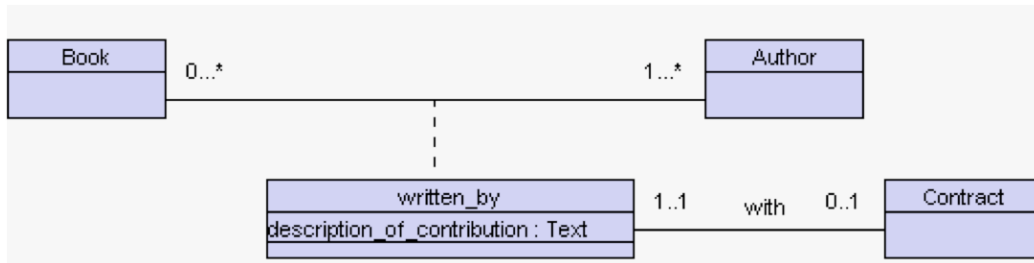 Book
0...*
1...*
Author
written_by
description_of_contribution : Text
1..1
with
0..1
Contract